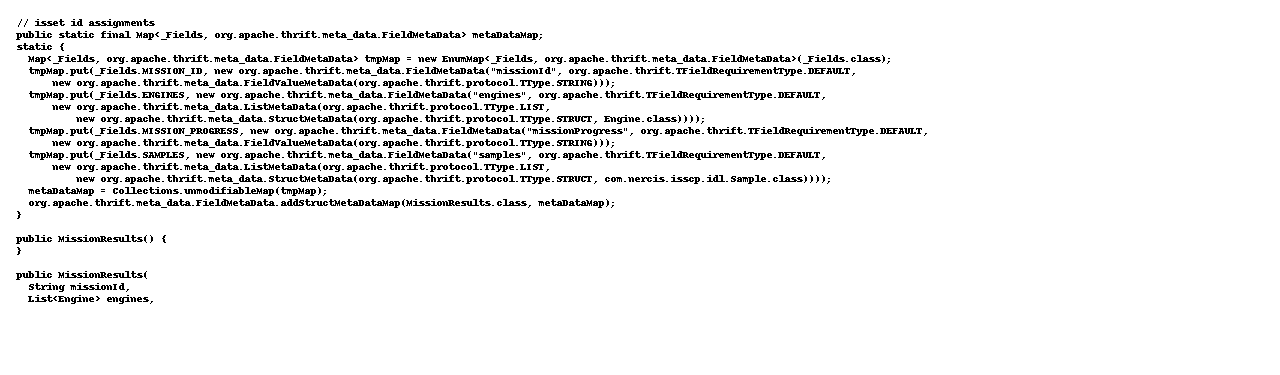 // isset id assignments
public static final Map<_Fields, org.apache.thrift.meta_data.FieldMetaData> metaDataMap;
static {
  Map<_Fields, org.apache.thrift.meta_data.FieldMetaData> tmpMap = new EnumMap<_Fields, org.apache.thrift.meta_data.FieldMetaData>(_Fields.class);
  tmpMap.put(_Fields.MISSION_ID, new org.apache.thrift.meta_data.FieldMetaData("missionId", org.apache.thrift.TFieldRequirementType.DEFAULT,
      new org.apache.thrift.meta_data.FieldValueMetaData(org.apache.thrift.protocol.TType.STRING)));
  tmpMap.put(_Fields.ENGINES, new org.apache.thrift.meta_data.FieldMetaData("engines", org.apache.thrift.TFieldRequirementType.DEFAULT,
      new org.apache.thrift.meta_data.ListMetaData(org.apache.thrift.protocol.TType.LIST,
          new org.apache.thrift.meta_data.StructMetaData(org.apache.thrift.protocol.TType.STRUCT, Engine.class))));
  tmpMap.put(_Fields.MISSION_PROGRESS, new org.apache.thrift.meta_data.FieldMetaData("missionProgress", org.apache.thrift.TFieldRequirementType.DEFAULT,
      new org.apache.thrift.meta_data.FieldValueMetaData(org.apache.thrift.protocol.TType.STRING)));
  tmpMap.put(_Fields.SAMPLES, new org.apache.thrift.meta_data.FieldMetaData("samples", org.apache.thrift.TFieldRequirementType.DEFAULT,
      new org.apache.thrift.meta_data.ListMetaData(org.apache.thrift.protocol.TType.LIST,
          new org.apache.thrift.meta_data.StructMetaData(org.apache.thrift.protocol.TType.STRUCT, com.nercis.isscp.idl.Sample.class))));
  metaDataMap = Collections.unmodifiableMap(tmpMap);
  org.apache.thrift.meta_data.FieldMetaData.addStructMetaDataMap(MissionResults.class, metaDataMap);
}
public MissionResults() {
}
public MissionResults(
  String missionId,
  List<Engine> engines,